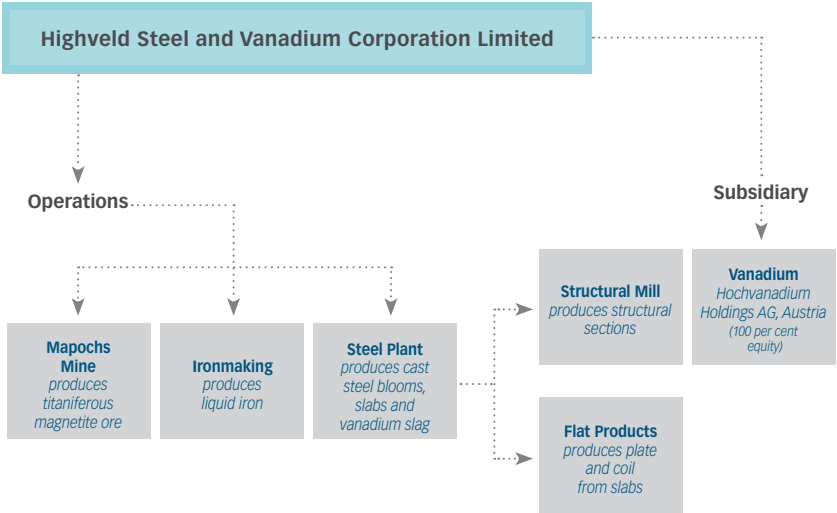 Highveld Steel and Vanadium Corporation Limited
Operations
Subsidiary
Mapochs
Mine
produces
titaniferous
magnetite ore
Ironmaking
produces
liquid iron
Steel Plant
produces cast
steel blooms,
slabs and
vanadium slag
Structural Mill
produces structural
sections
Flat Products
produces plate
and coil
from slabs
Vanadium
Hochvanadium
Holdings AG, Austria
(100 per cent
equity)